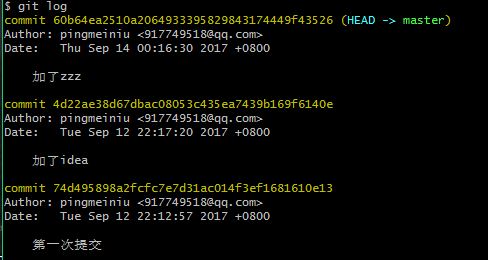 $ git log
commit 60b64ea2510a2064933395829843174449f43526 (HEAD -> master)
Author: pingmeiniu <917749518@qq.com>
Date:   Thu Sep 14 00:16:30 2017 +0800
加了zzz
commit 4d22ae38d67dbac08053c435ea7439b169f6140e
Author: pingmeiniu <917749518@qq.com>
Date:   Tue Sep 12 22:17:20 2017 +0800
加了idea
commit 74d495898a2fcfc7e7d31ac014f3ef1681610e13
Author: pingmeiniu <917749518@qq.com>
Date:   Tue Sep 12 22:12:57 2017 +0800
第一次提交